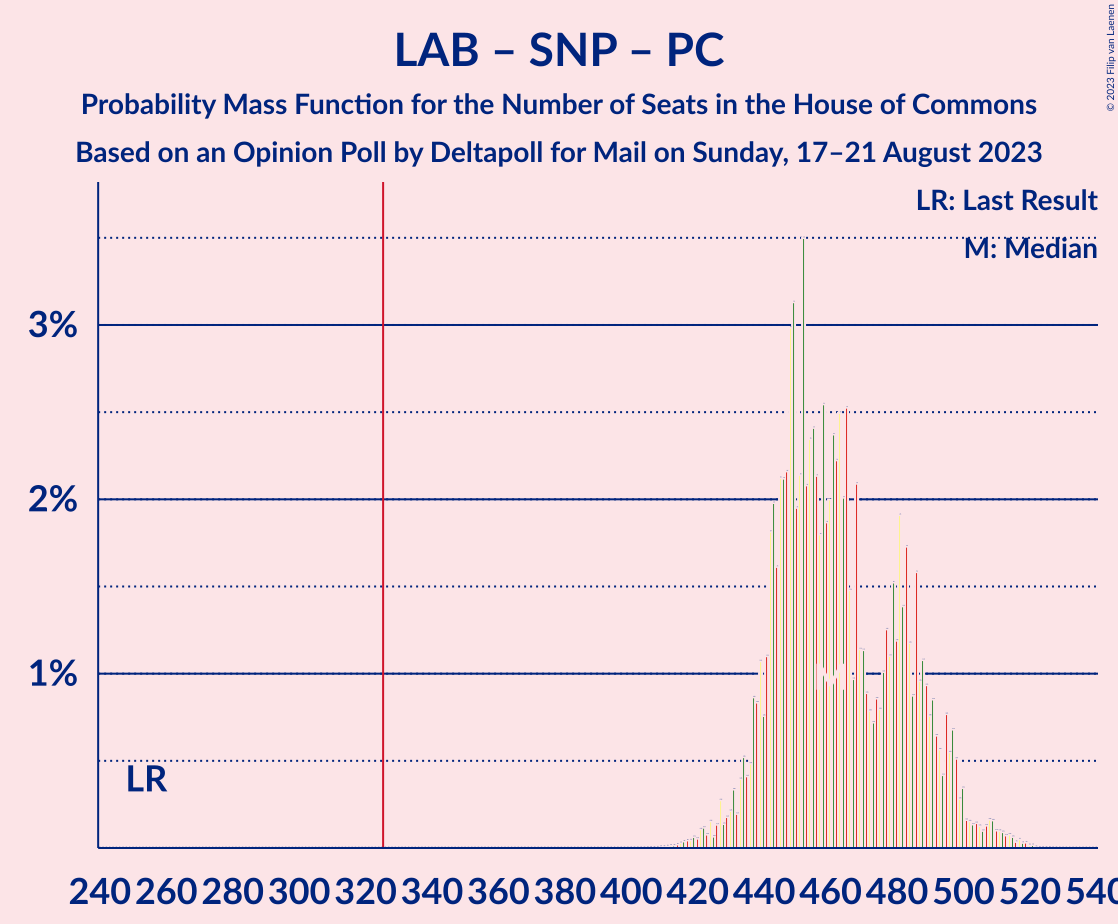 LAB – SNP – PC
Probability Mass Function for the Number of Seats in the House of Commons
Based on an Opinion Poll by Deltapoll for Mail on Sunday, 17–21 August 2023
© 2023 Filip van Laenen
LR: Last Result
M: Median
3%
2%
1%
LR
M
240 260 280 300 320 340 360 380 400 420 440 460 480 500 520 540